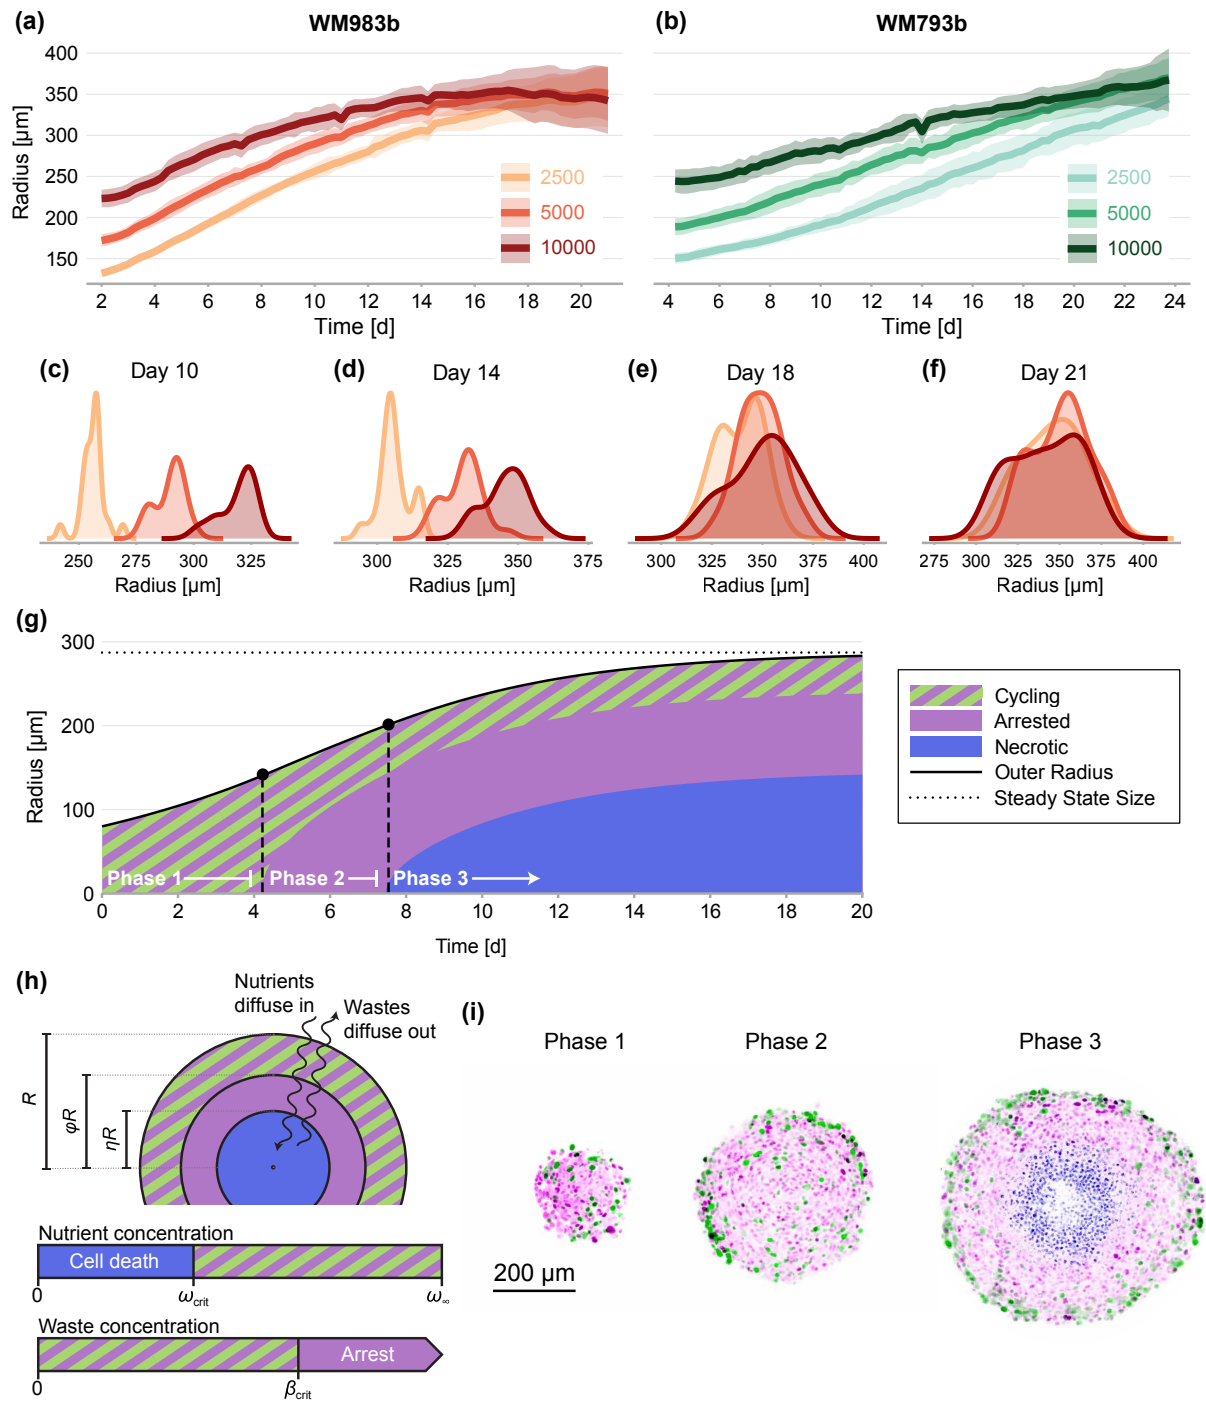 (a)
WM983b
(b)
WM793b
Radius [µm]
400
350
300
250
200
150
2500
5000
10000
2
4
6
8
10
12
14
16
18
20
Time [d]
2500
5000
10000
4
6
8
10
12
14
16
18
20
22
24
Time [d]
(c)
Day 10
250
275
300
325
Radius [µm]
(d)
Day 14
300
325
350
375
Radius [µm]
(e)
Day 18
300
325
350
375
400
Radius [µm]
(f)
Day 21
275
300
325
350
375
400
Radius [µm]
(g)
Radius [µm]
300
200
100
0
Phase 1
Phase 2
Phase 3
0
2
4
6
8
10
12
14
16
18
20
Time [d]
Cycling
Arrested
Necrotic
Outer Radius
Steady State Size
(h)
Nutrients
diffuse in
Wastes
diffuse out
R
φR
ηR
Nutrient concentration
Cell death
0
ω_crit
ω_∞
Waste concentration
Arrest
0
β_crit
(i)
Phase 1
Phase 2
Phase 3
200 µm